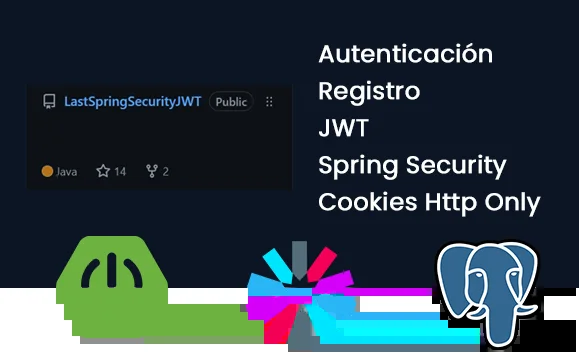 LastSpringSecurityJWT Public
Java 14 2
Autenticación
Registro
JWT
Spring Security
Cookies Http Only